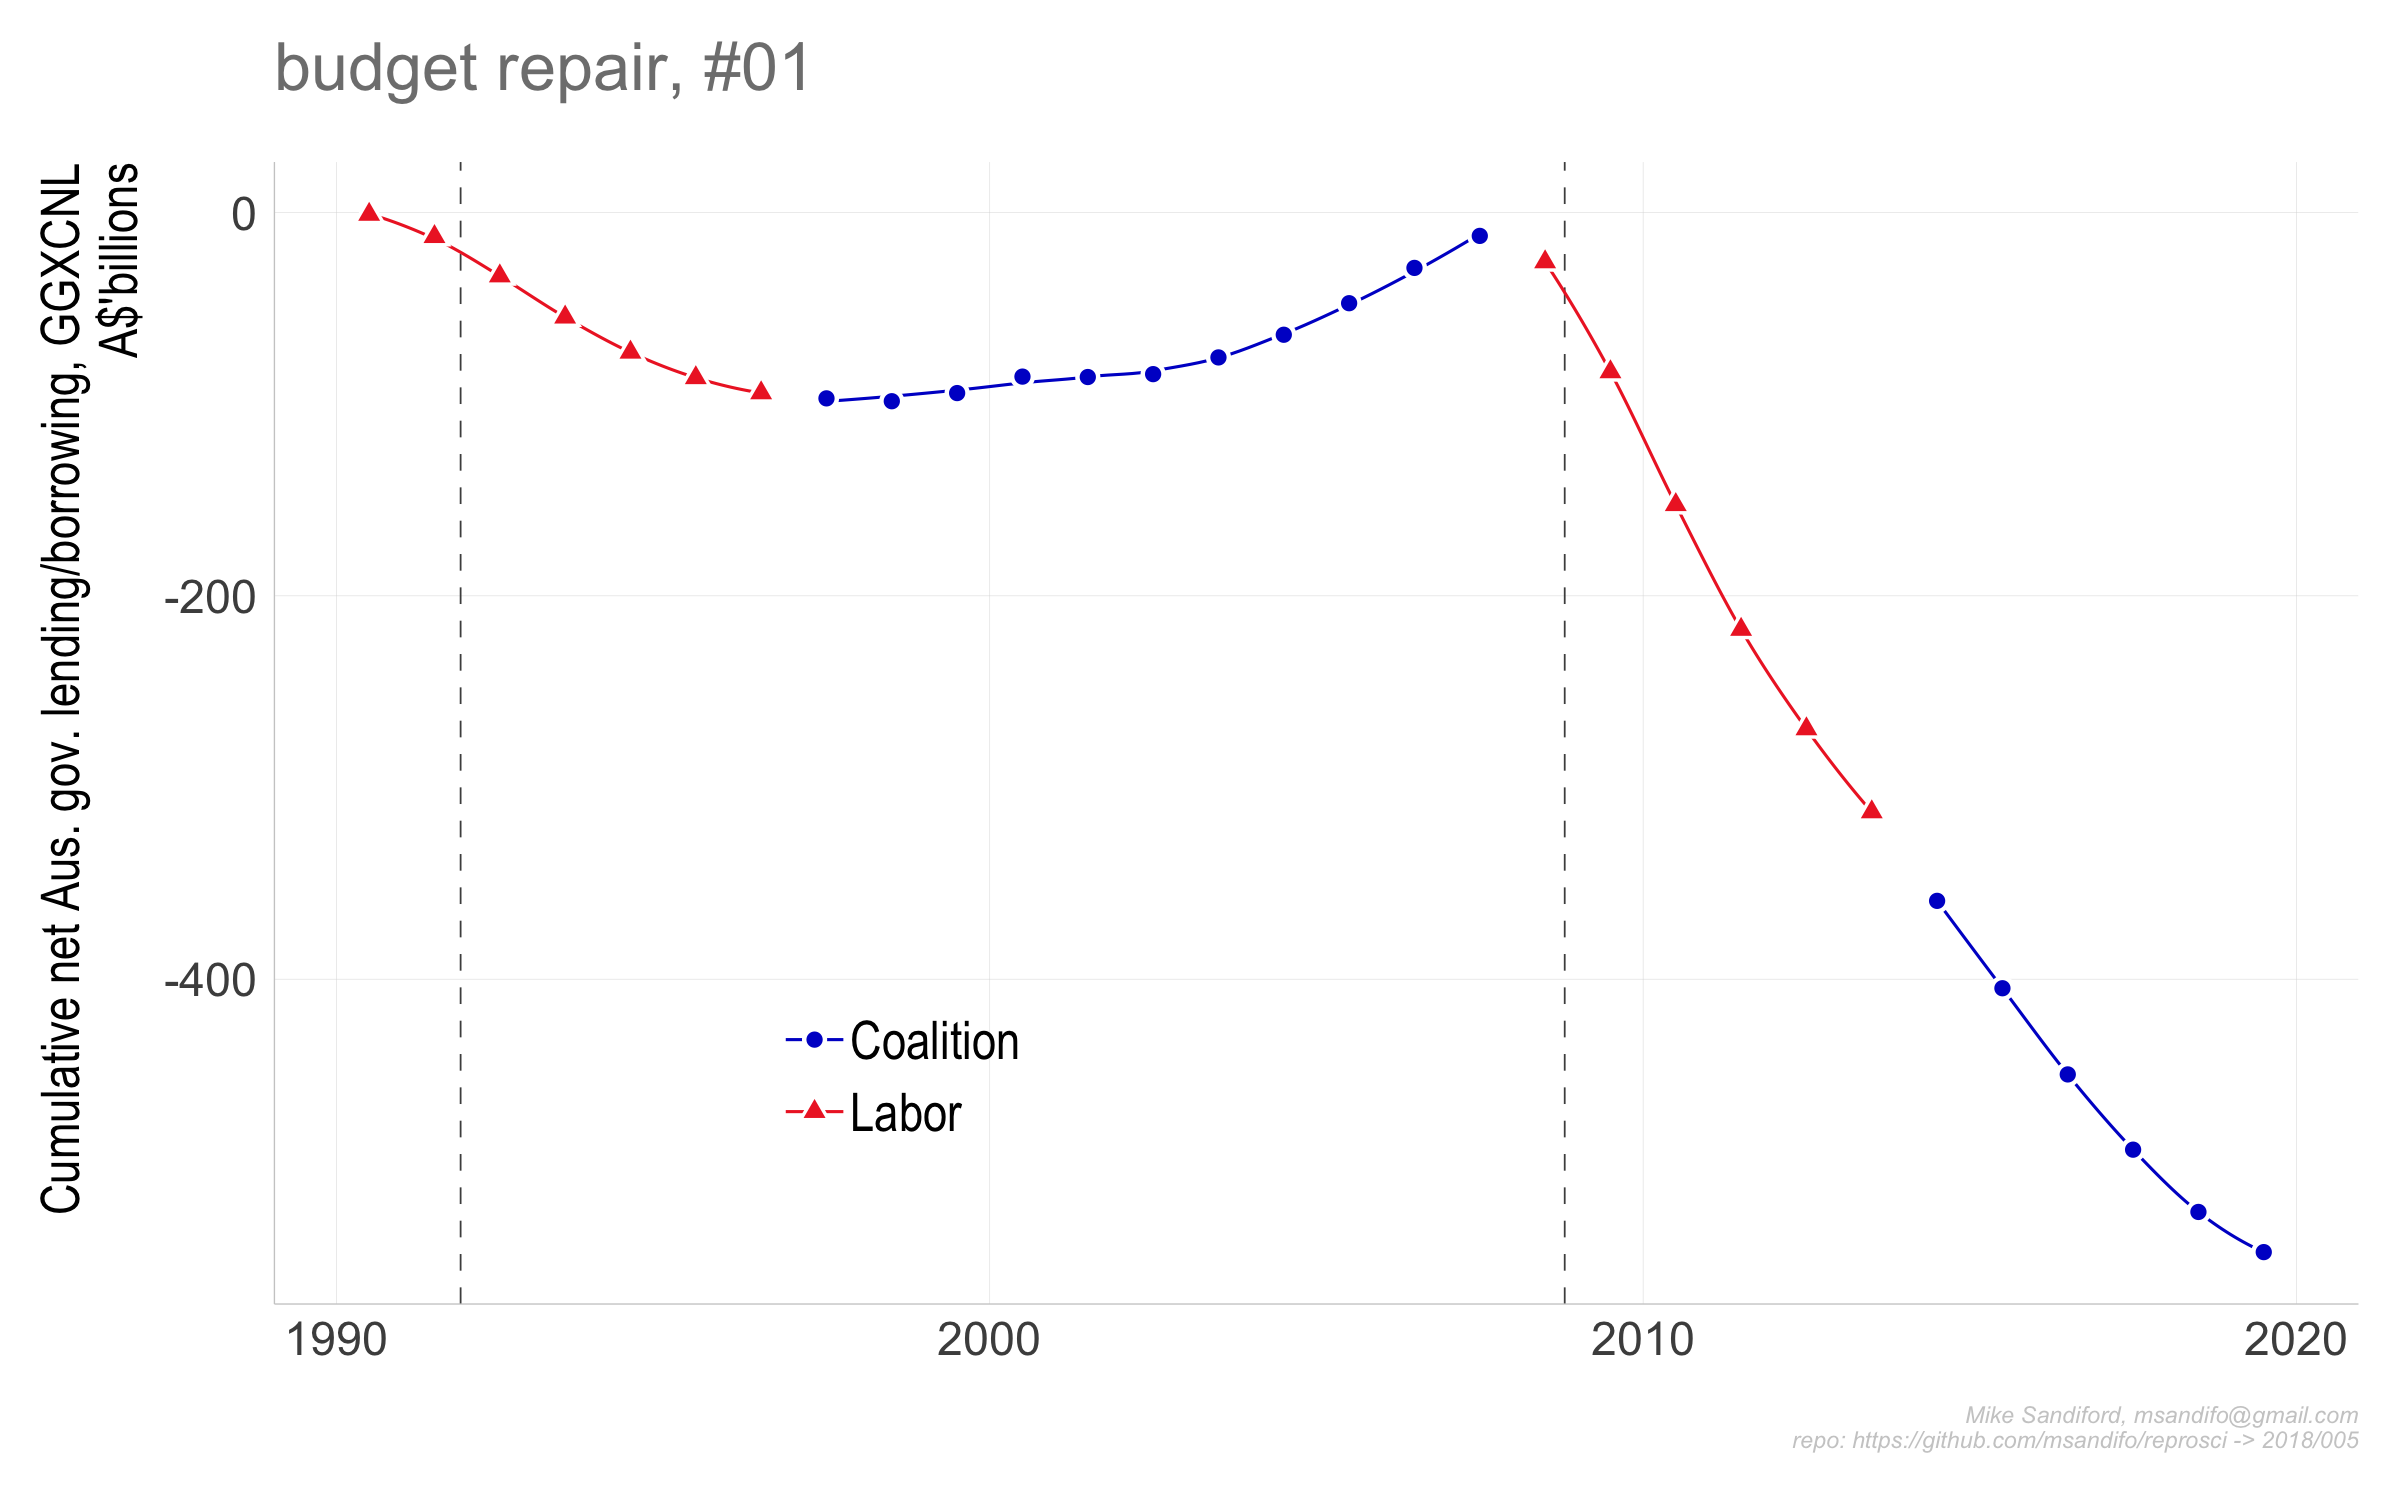 budget repair, #01
Cumulative net Aus. gov. lending/borrowing, GGXCNL
A$'billions
0
-200
-400
Coalition
Labor
1990
2000
2010
2020
Mike Sandiford, msandifo@gmail.com
repo: https://github.com/msandifo/reprosci -> 2018/005